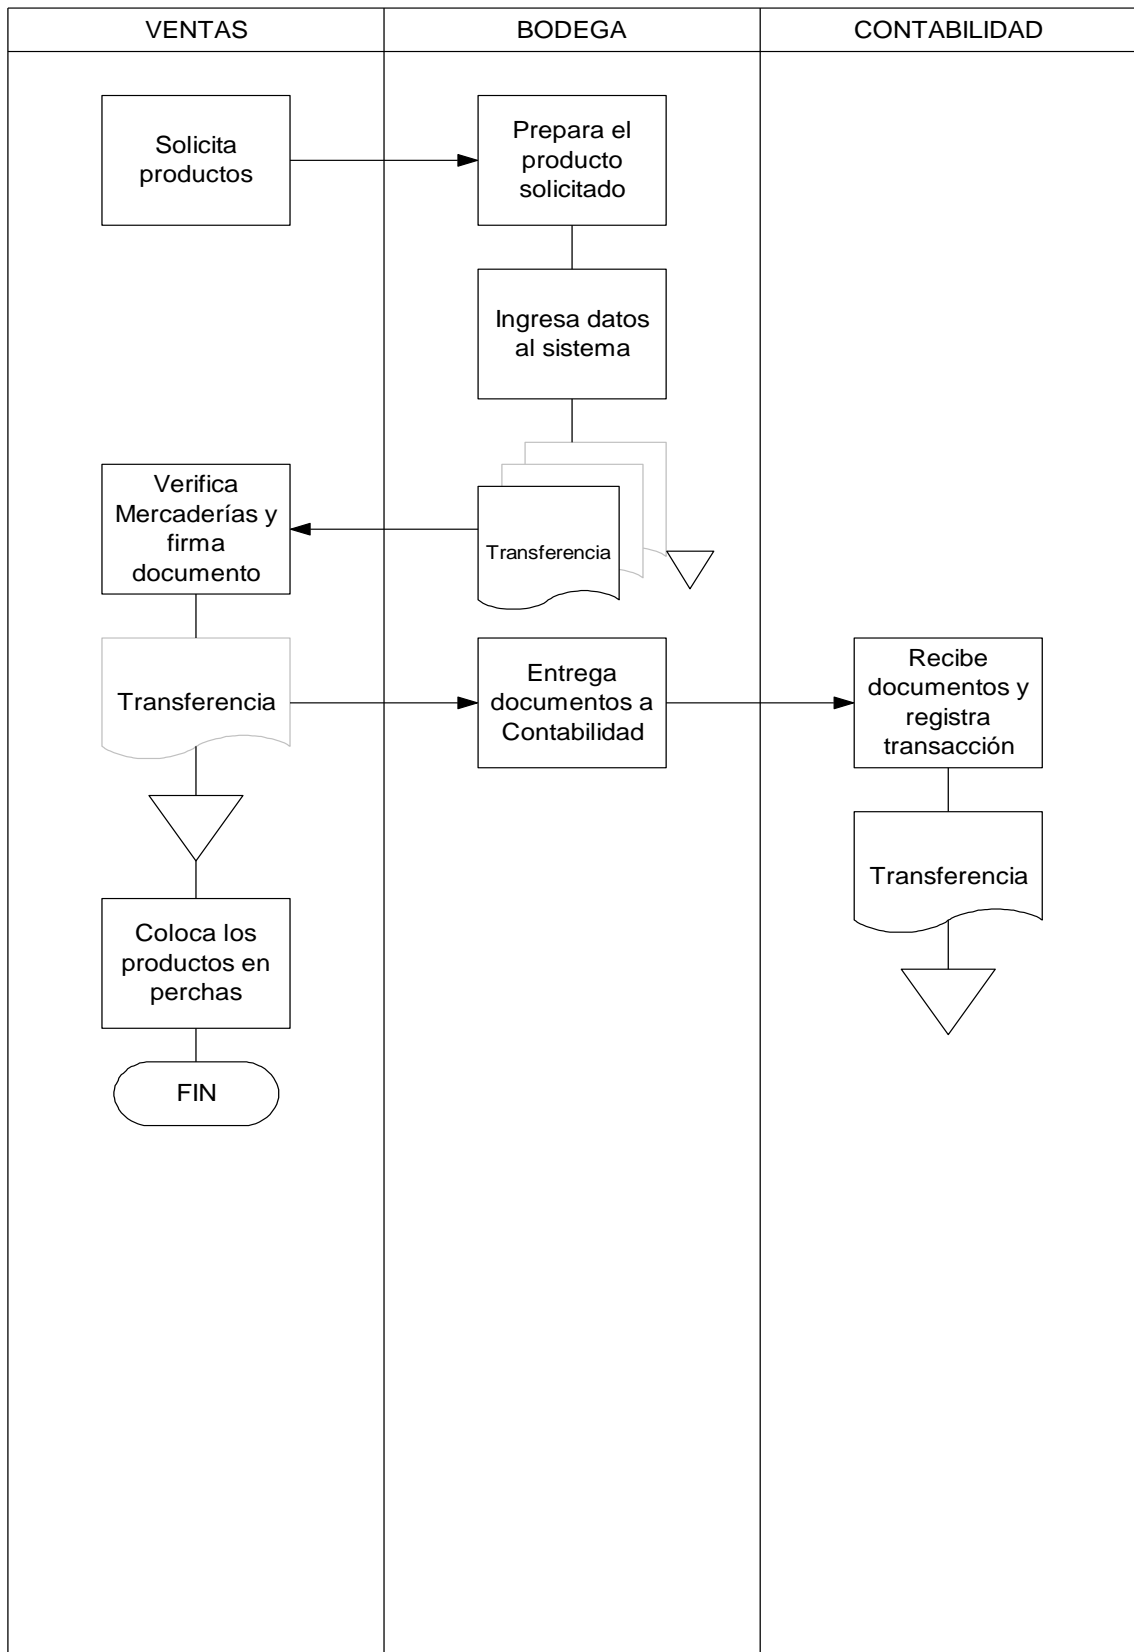 VENTAS
BODEGA
CONTABILIDAD
Solicita
productos
Prepara el
producto
solicitado
Ingresa datos
al sistema
Verifica
Mercaderías y
firma
documento
Transferencia
Transferencia
Entrega
documentos a
Contabilidad
Recibe
documentos y
registra
transacción
Transferencia
Coloca los
productos en
perchas
FIN